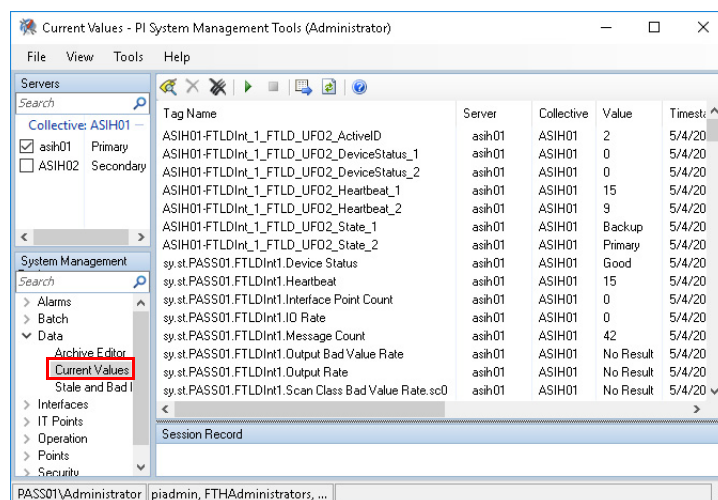 Current Values - PI System Management Tools (Administrator)
File View Tools Help
Servers
Search
Collective: ASIH01
asih01 Primary
ASIH02 Secondary
System Management
Search
Alarms
Batch
Data
Archive Editor
Current Values
Stale and Bad
Interfaces
IT Points
Operation
Points
Security
Tag Name Server Collective Value Timest
ASIH01-FTLDInt_1_FTLD_UFO2_ActiveID asih01 ASIH01 2 5/4/20
ASIH01-FTLDInt_1_FTLD_UFO2_DeviceStatus_1 asih01 ASIH01 0 5/4/20
ASIH01-FTLDInt_1_FTLD_UFO2_DeviceStatus_2 asih01 ASIH01 0 5/4/20
ASIH01-FTLDInt_1_FTLD_UFO2_Heartbeat_1 asih01 ASIH01 15 5/4/20
ASIH01-FTLDInt_1_FTLD_UFO2_Heartbeat_2 asih01 ASIH01 9 5/4/20
ASIH01-FTLDInt_1_FTLD_UFO2_State_1 asih01 ASIH01 Backup 5/4/20
ASIH01-FTLDInt_1_FTLD_UFO2_State_2 asih01 ASIH01 Primary 5/4/20
sy.st.PASS01.FTLDInt1.Device Status asih01 ASIH01 Good 5/4/20
sy.st.PASS01.FTLDInt1.Heartbeat asih01 ASIH01 15 5/4/20
sy.st.PASS01.FTLDInt1.Interface Point Count asih01 ASIH01 0 5/4/20
sy.st.PASS01.FTLDInt1.IO Rate asih01 ASIH01 0 5/4/20
sy.st.PASS01.FTLDInt1.Message Count asih01 ASIH01 42 5/4/20
sy.st.PASS01.FTLDInt1.Output Bad Value Rate asih01 ASIH01 No Result 5/4/20
sy.st.PASS01.FTLDInt1.Output Rate asih01 ASIH01 No Result 5/4/20
sy.st.PASS01.FTLDInt1.Scan Class Bad Value Rate.sc0 asih01 ASIH01 No Result 5/4/20
Session Record
PASS01\Administrator piadmin, FTHAdministrators, ...